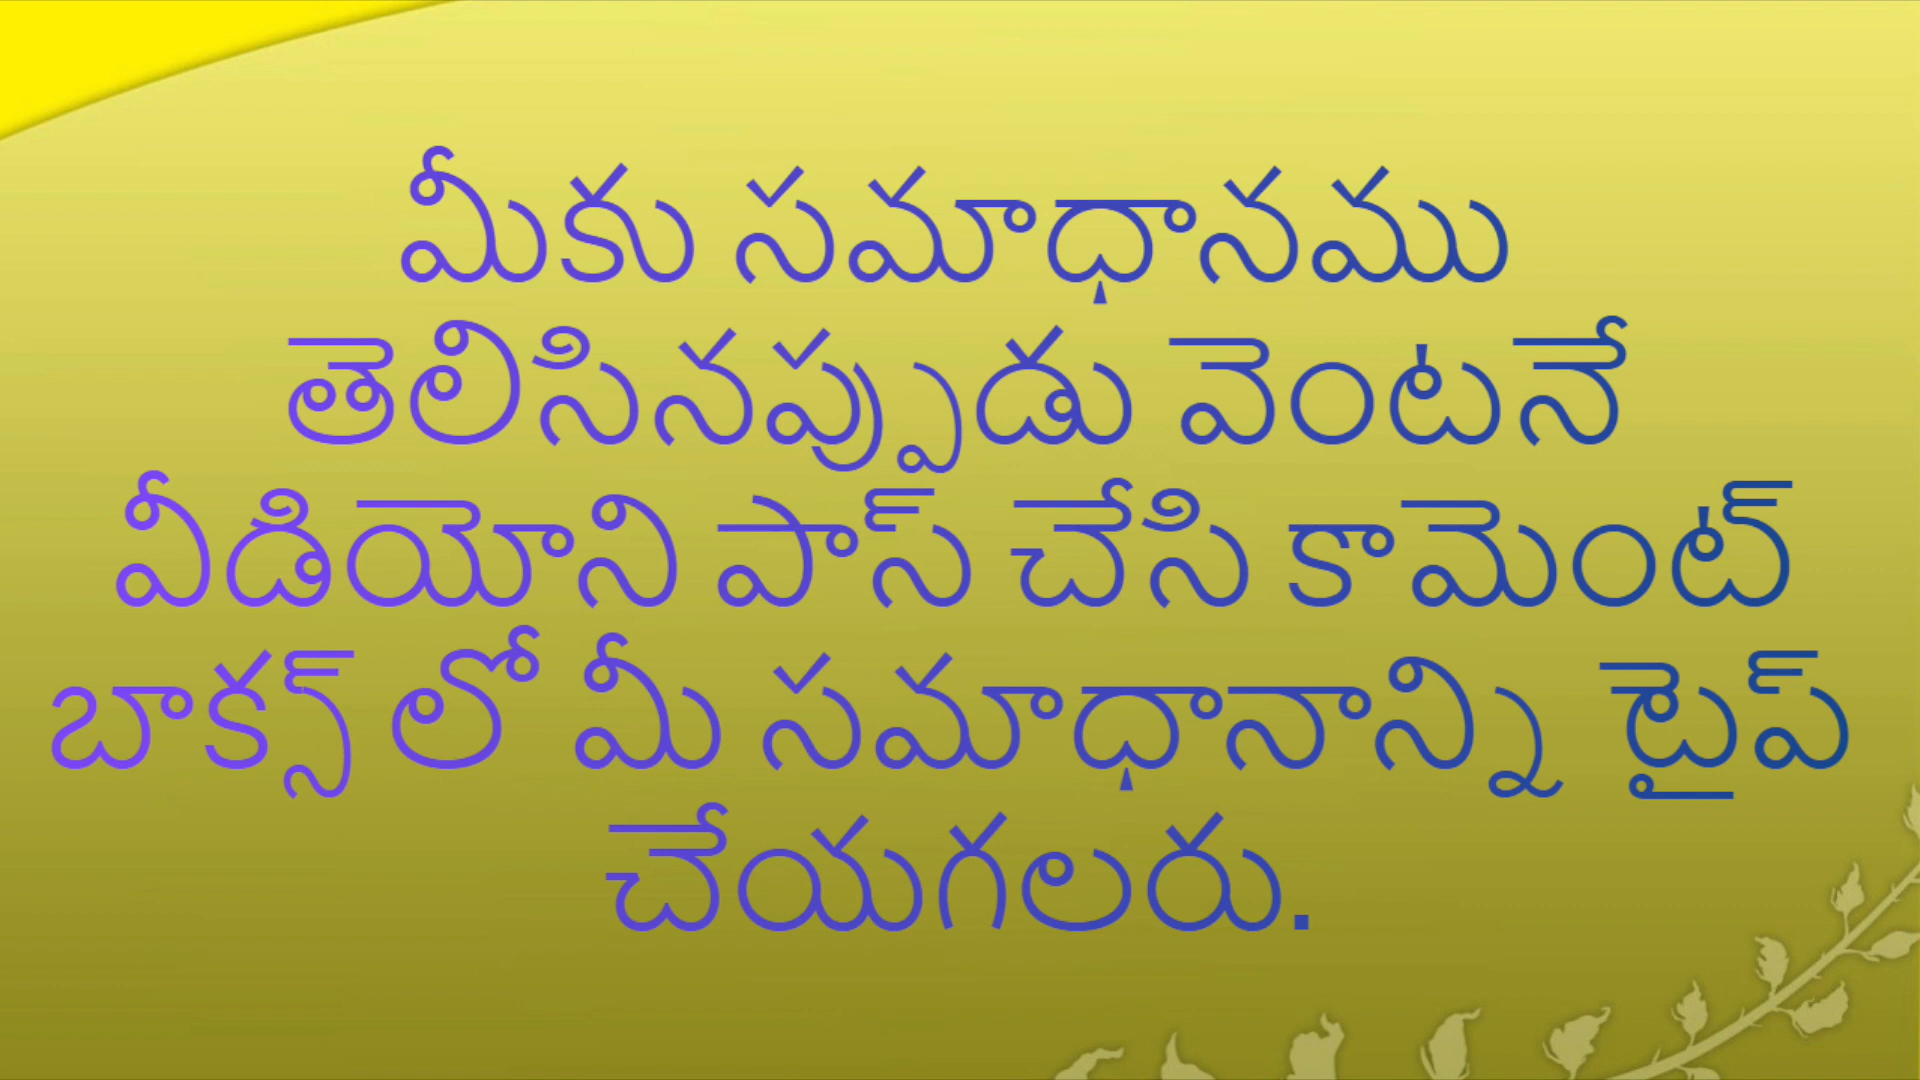 మీకు సమాధానము
తెలిసినప్పుడు వెంటనే
వీడియోని పాస్ చేసి కామెంట్
బాక్స్ లో మీ సమాధానాన్ని టైప్
చేయగలరు.